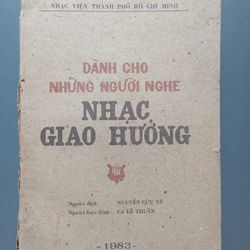 NHẠC VIỆN THÀNH PHỐ HỒ CHÍ MINH
DÀNH CHO
NHỮNG NGƯỜI NGHE
NHẠC
GIAO HƯỞNG
Người dịch NGUYỄN CỬU VỸ
Người hiệu đính CA LÊ THUẦN
-1983-